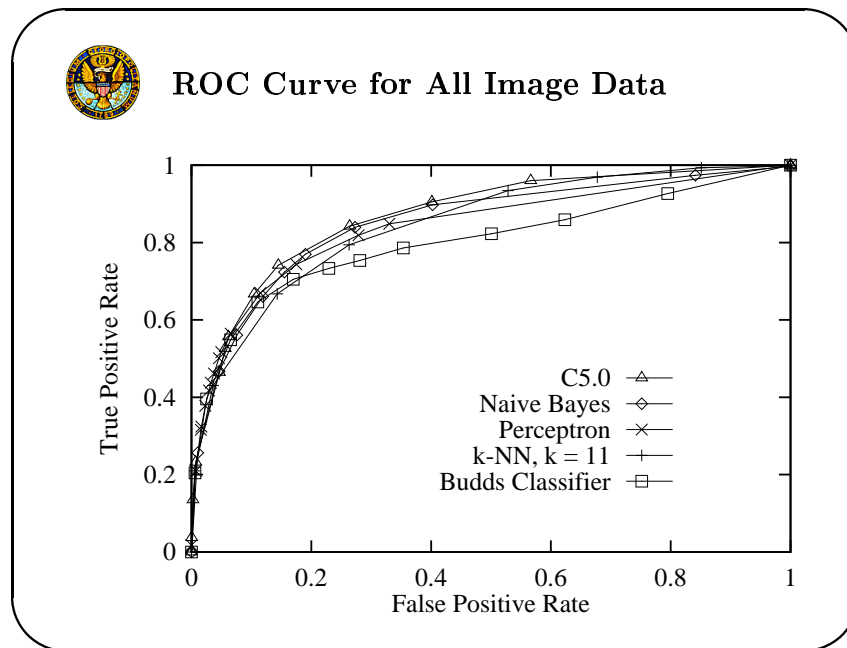 ROC Curve for All Image Data
1
0.8
0.6
0.4
0.2
0
True Positive Rate
C5.0
Naive Bayes
Perceptron
k-NN, k = 11
Budds Classifier
0
0.2
0.4
0.6
0.8
1
False Positive Rate